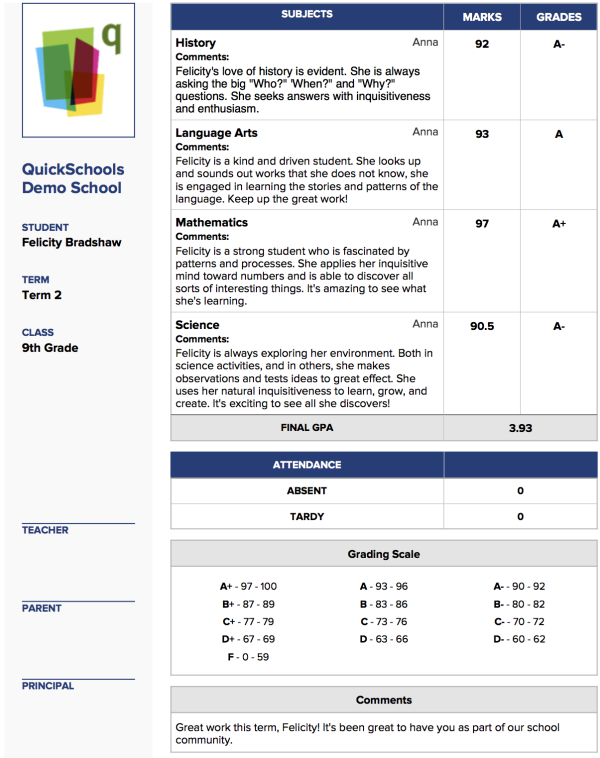 q
QuickSchools
Demo School
STUDENT
Felicity Bradshaw
TERM
Term 2
CLASS
9th Grade
TEACHER
PARENT
PRINCIPAL
SUBJECTS MARKS GRADES
History Anna 92 A-
Comments:
Felicity's love of history is evident. She is always
asking the big "Who?" 'When?" and "Why?"
questions. She seeks answers with inquisitiveness
and enthusiasm.
Language Arts Anna 93 A
Comments:
Felicity is a kind and driven student. She looks up
and sounds out works that she does not know, she
is engaged in learning the stories and patterns of the
language. Keep up the great work!
Mathematics Anna 97 A+
Comments:
Felicity is a strong student who is fascinated by
patterns and processes. She applies her inquisitive
mind toward numbers and is able to discover all
sorts of interesting things. It's amazing to see what
she's learning.
Science Anna 90.5 A-
Comments:
Felicity is always exploring her environment. Both in
science activities, and in others, she makes
observations and tests ideas to great effect. She
uses her natural inquisitiveness to learn, grow, and
create. It's exciting to see all she discovers!
FINAL GPA 3.93
ATTENDANCE
ABSENT 0
TARDY 0
Grading Scale
A+ - 97 - 100 A - 93 - 96 A- - 90 - 92
B+ - 87 - 89 B - 83 - 86 B- - 80 - 82
C+ - 77 - 79 C - 73 - 76 C- - 70 - 72
D+ - 67 - 69 D - 63 - 66 D- - 60 - 62
F - 0 - 59
Comments
Great work this term, Felicity! It's been great to have you as part of our school
community.